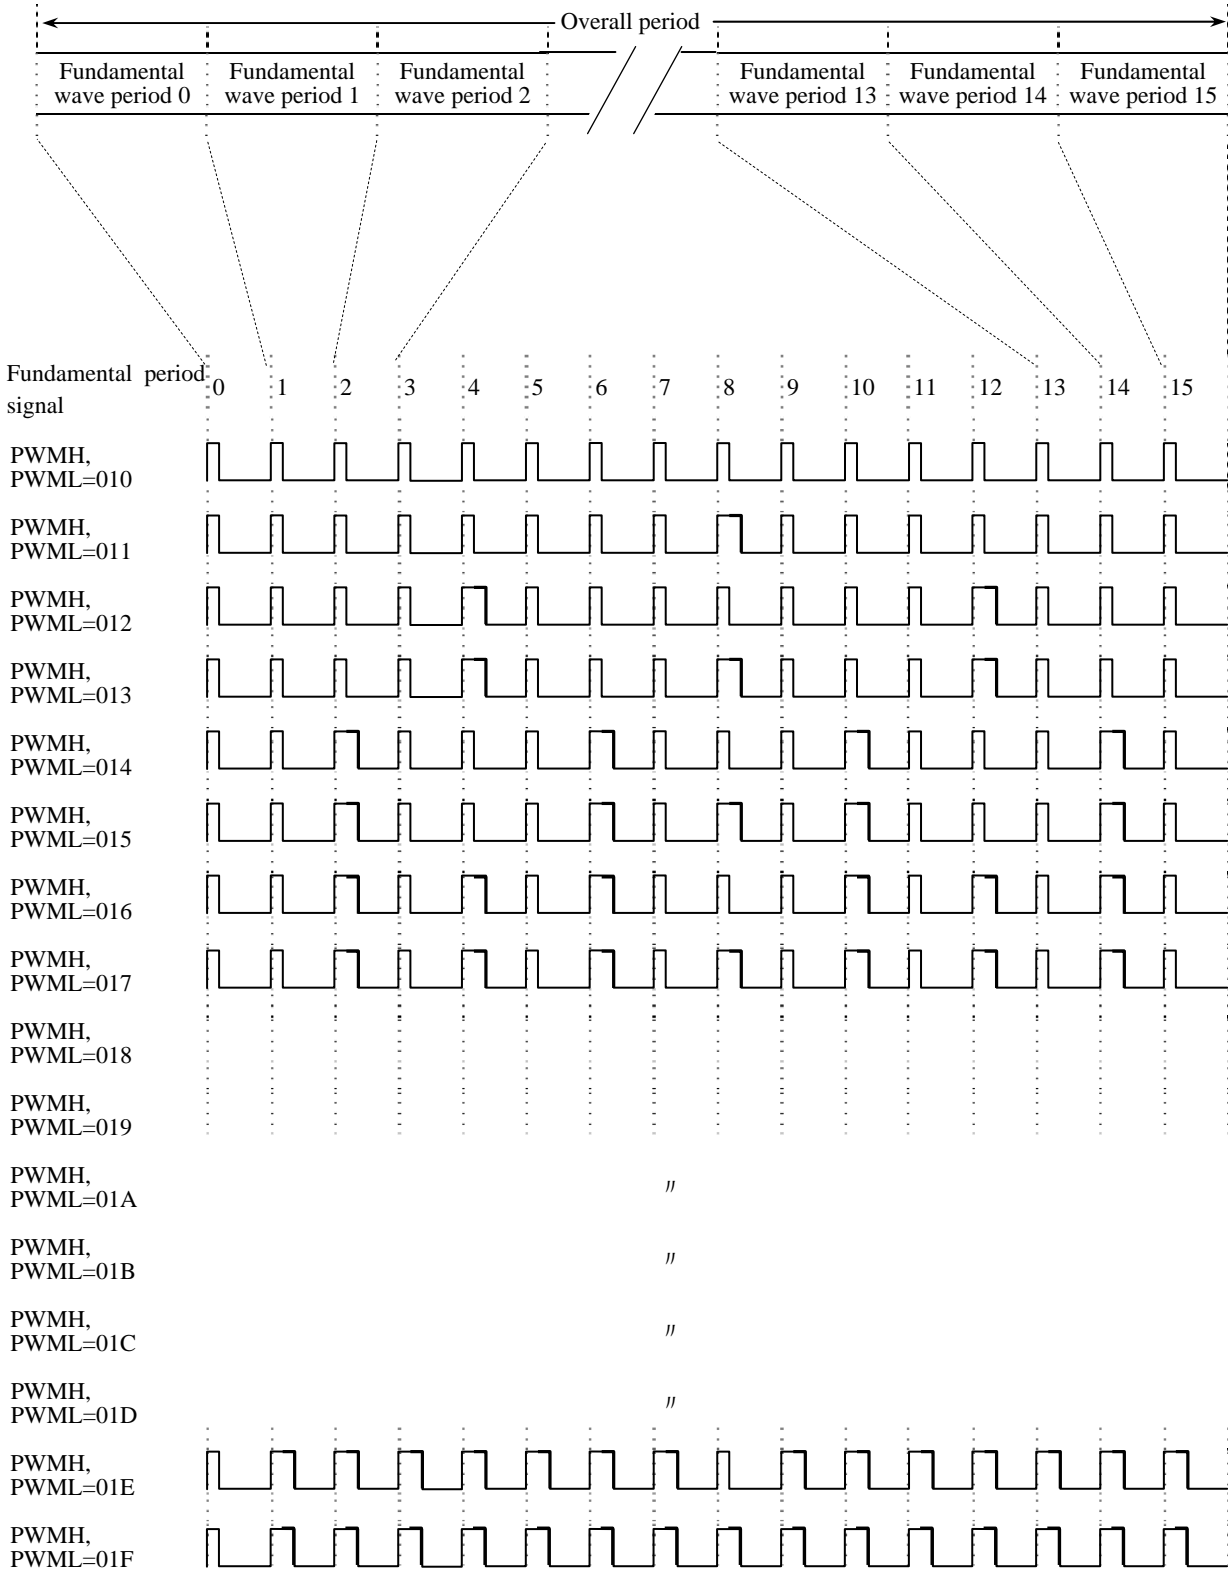 Overall period
Fundamental wave period 0
Fundamental wave period 1
Fundamental wave period 2
Fundamental wave period 13
Fundamental wave period 14
Fundamental wave period 15
Fundamental period signal
0 1 2 3 4 5 6 7 8 9 10 11 12 13 14 15
PWMH,
PWML=010
PWMH,
PWML=011
PWMH,
PWML=012
PWMH,
PWML=013
PWMH,
PWML=014
PWMH,
PWML=015
PWMH,
PWML=016
PWMH,
PWML=017
PWMH,
PWML=018
PWMH,
PWML=019
PWMH,
PWML=01A
〃
PWMH,
PWML=01B
〃
PWMH,
PWML=01C
〃
PWMH,
PWML=01D
〃
PWMH,
PWML=01E
PWMH,
PWML=01F